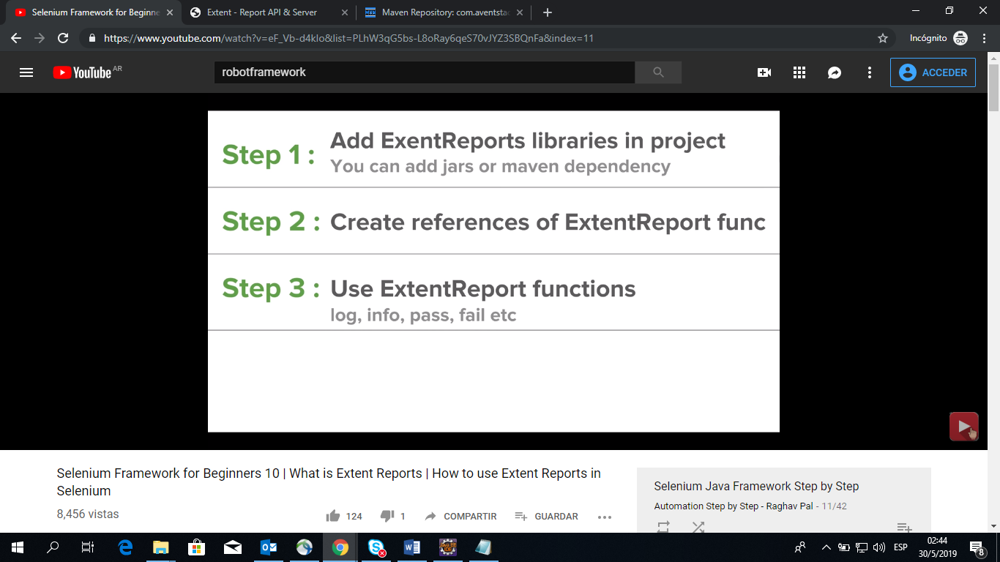 Selenium Framework for Beginne
Extent - Report API & Server
Maven Repository: com.aventsta
https://www.youtube.com/watch?v=eF_Vb-d4klo&list=PLhW3qG5bs-L8oRay6qeS70vJYZ3SBQnFa&index=11
Incógnito
YouTube AR
robotframework
ACCEDER
Step 1 :
Add ExentReports libraries in project
You can add jars or maven dependency
Step 2 :
Create references of ExtentReport func
Step 3 :
Use ExtentReport functions
log, info, pass, fail etc
Selenium Framework for Beginners 10 | What is Extent Reports | How to use Extent Reports in
Selenium
8,456 vistas
124
1
COMPARTIR
GUARDAR
Selenium Java Framework Step by Step
Automation Step by Step - Raghav Pal - 11/42
ESP
02:44
30/5/2019
8